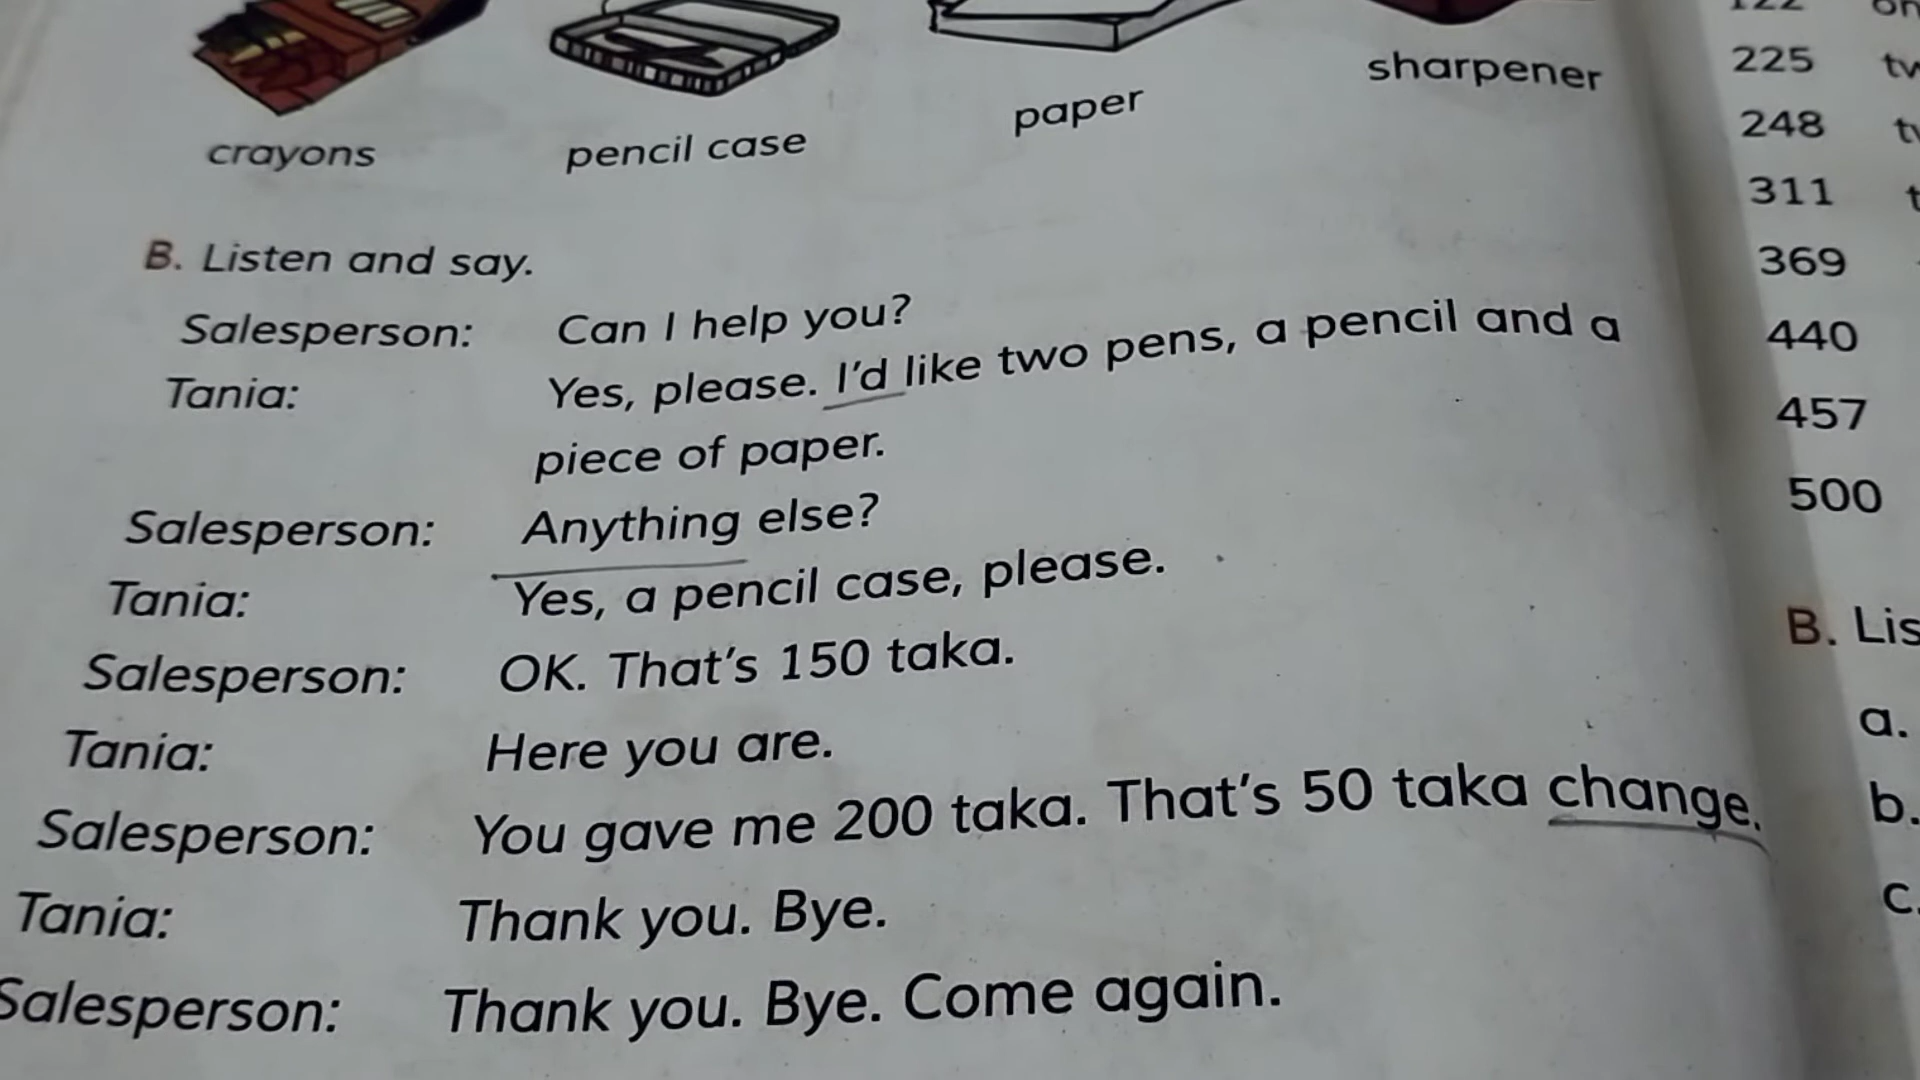 crayons
pencil case
paper
sharpener
B. Listen and say.
Salesperson: Can I help you?
Tania: Yes, please. I'd like two pens, a pencil and a
piece of paper.
Salesperson: Anything else?
Tania: Yes, a pencil case, please.
Salesperson: OK. That's 150 taka.
Tania: Here you are.
Salesperson: You gave me 200 taka. That's 50 taka change.
Tania: Thank you. Bye.
Salesperson: Thank you. Bye. Come again.
225
248
311
369
440
457
500
B.
a.
b.
c.